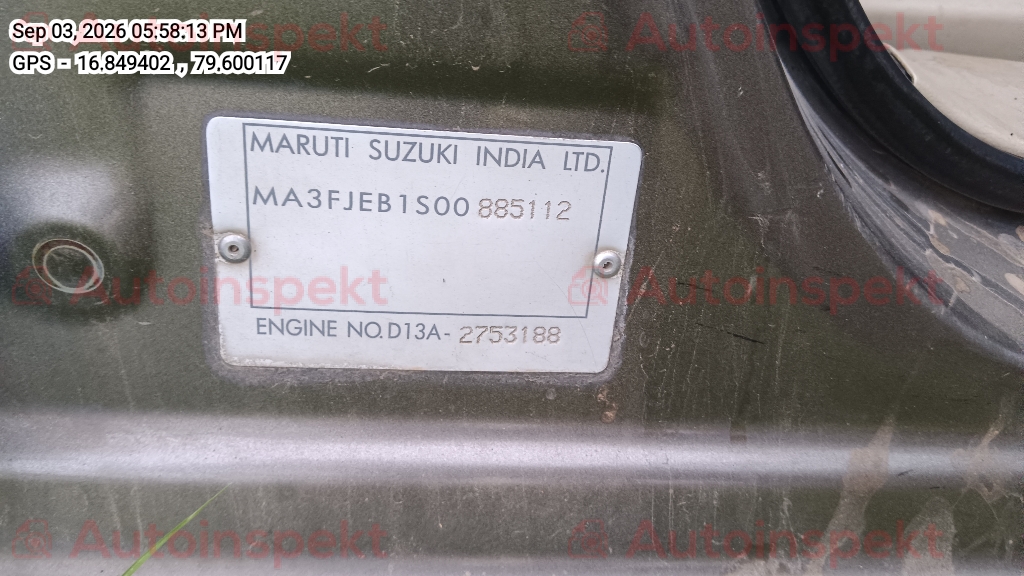 Sep 03, 2026 05:58:13 PM
GPS - 16.849402 , 79.600117
Autoinspekt Autoinspekt
MARUTI SUZUKI INDIA LTD.
MA3FJEB1S00 885112
Autoinspekt Autoinspekt
ENGINE NO. D13A- 2753188
Autoinspekt Autoinspekt